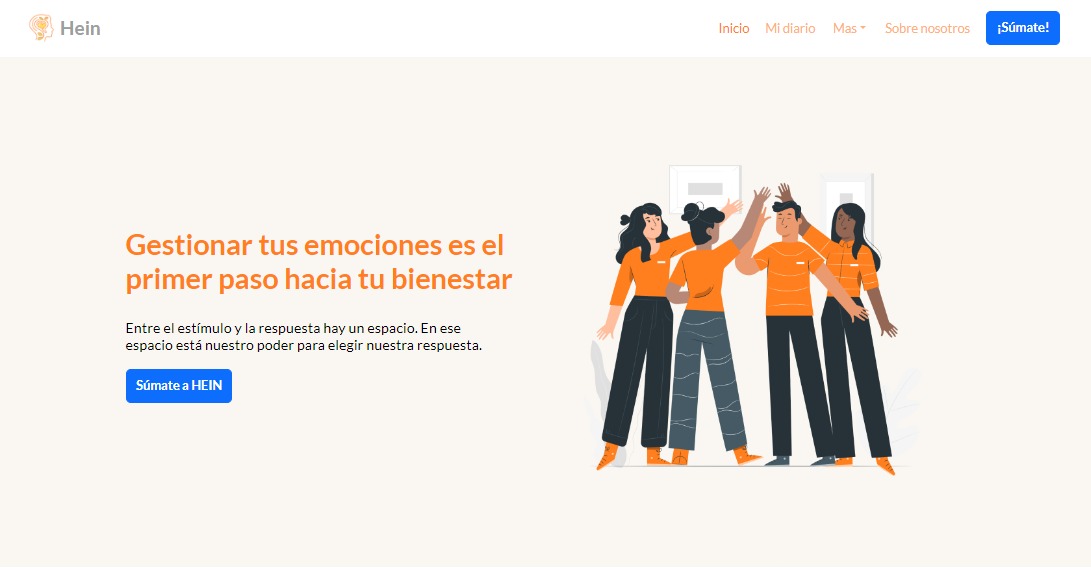 Hein
Inicio
Mi diario
Mas
Sobre nosotros
¡Súmate!
Gestionar tus emociones es el
primer paso hacia tu bienestar
Entre el estímulo y la respuesta hay un espacio. En ese
espacio está nuestro poder para elegir nuestra respuesta.
Súmate a HEIN